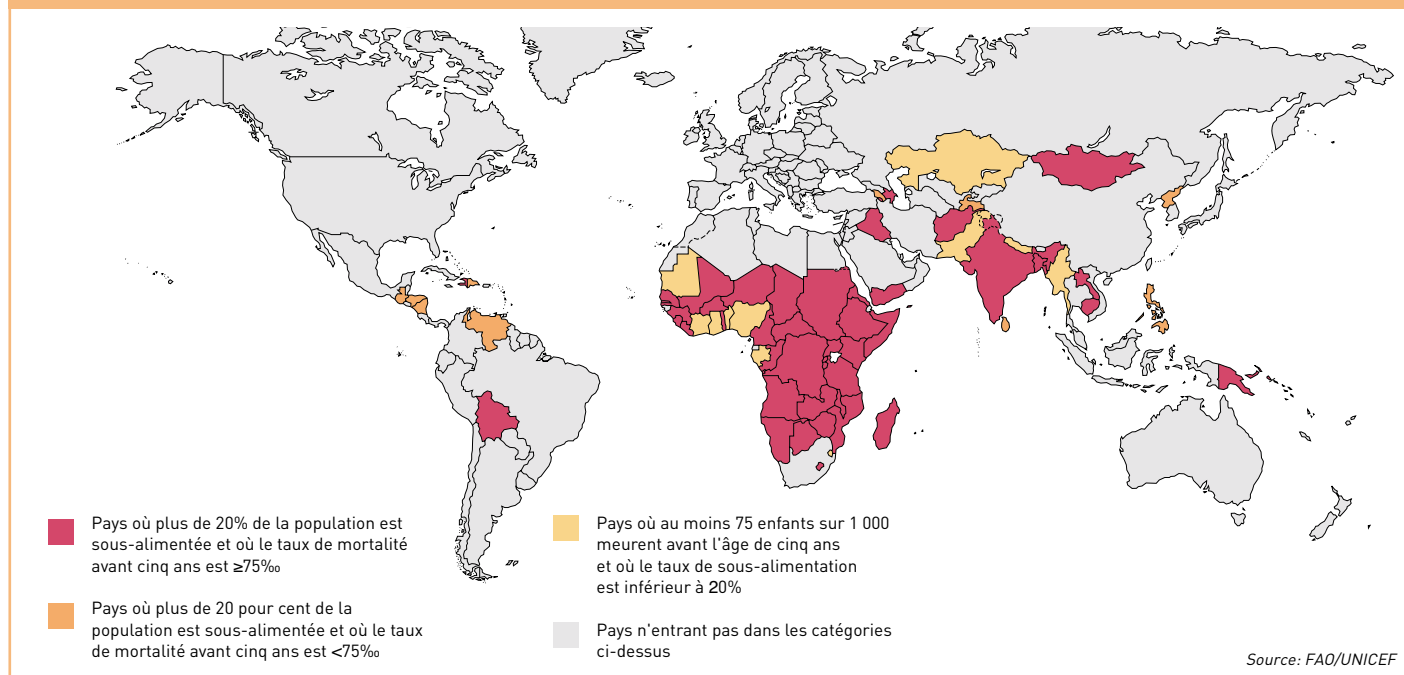 Pays où plus de 20% de la population est
sous-alimentée et où le taux de mortalité
avant cinq ans est ≥75‰
Pays où plus de 20 pour cent de la
population est sous-alimentée et où le taux
de mortalité avant cinq ans est <75‰
Pays où au moins 75 enfants sur 1 000
meurent avant l'âge de cinq ans
et où le taux de sous-alimentation
est inférieur à 20%
Pays n'entrant pas dans les catégories
ci-dessus
Source: FAO/UNICEF